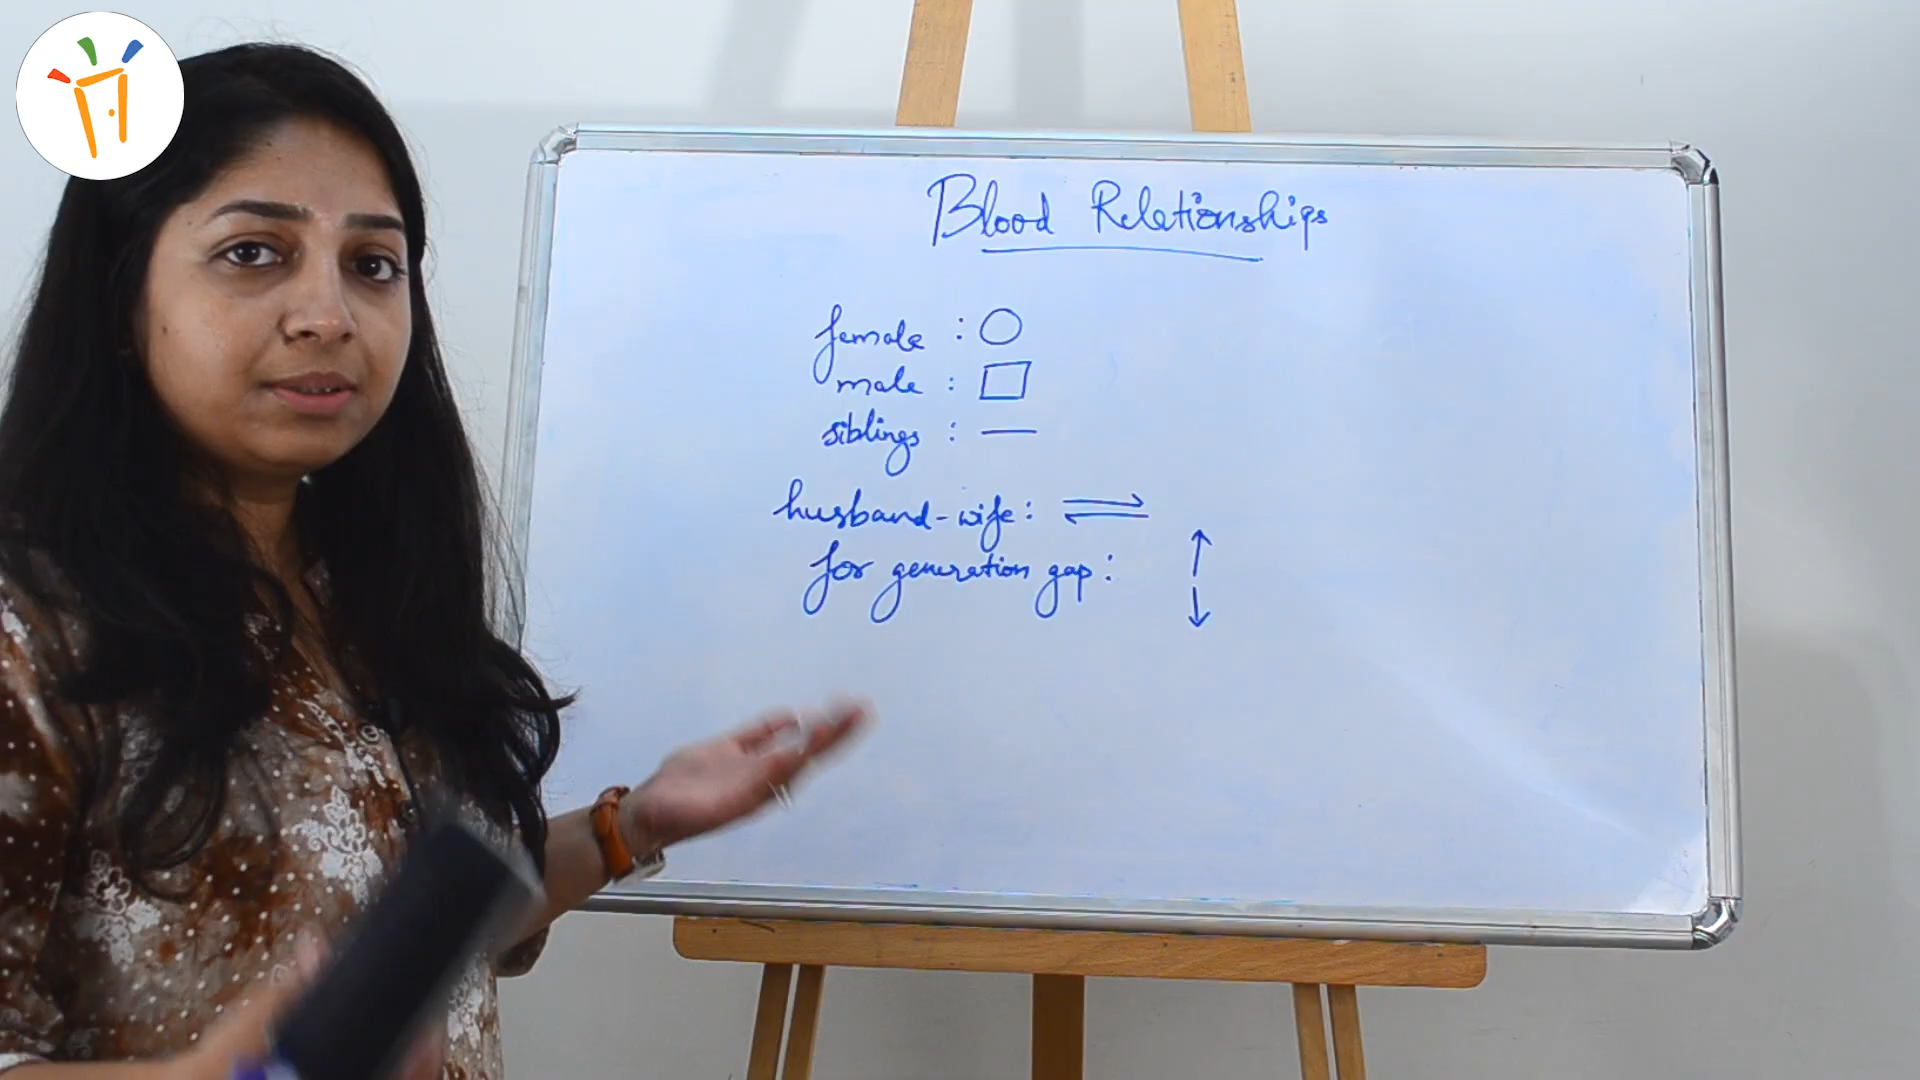 Blood Relationships
female :
male :
siblings :
husband-wife :
for generation gap :